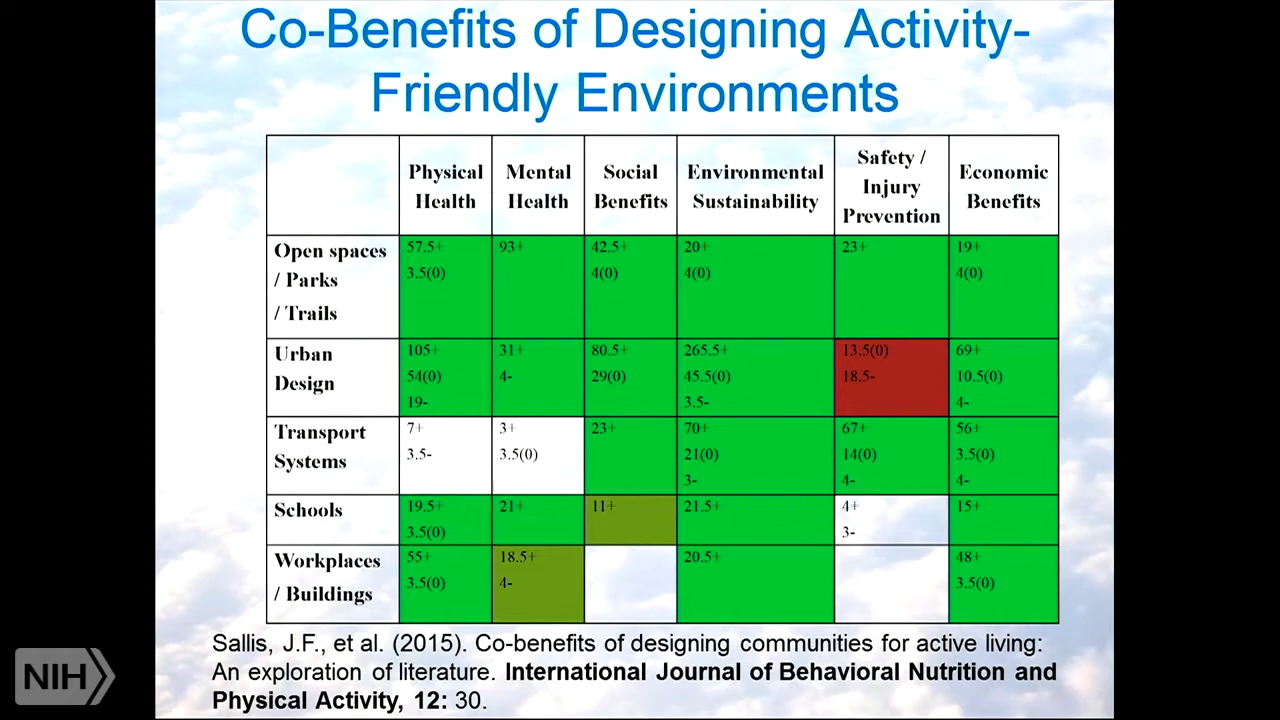 Co-Benefits of Designing Activity-
Friendly Environments
Physical Health
Mental Health
Social Benefits
Environmental Sustainability
Safety / Injury Prevention
Economic Benefits
Open spaces / Parks / Trails
57.5+ 3.5(0)
93+
42.5+ 4(0)
20+ 4(0)
23+
19+ 4(0)
Urban Design
105+ 54(0) 19-
31+ 4-
80.5+ 29(0)
265.5+ 45.5(0) 3.5-
13.5(0) 18.5-
69+ 10.5(0) 4-
Transport Systems
7+ 3.5-
3+ 3.5(0)
23+
70+ 21(0) 3-
67+ 14(0) 4-
56+ 3.5(0) 4-
Schools
19.5+ 3.5(0)
21+
11+
21.5+
4+ 3-
15+
Workplaces / Buildings
55+ 3.5(0)
18.5+ 4-
20.5+
48+ 3.5(0)
Sallis, J.F., et al. (2015). Co-benefits of designing communities for active living:
An exploration of literature. International Journal of Behavioral Nutrition and
Physical Activity, 12: 30.
NIH